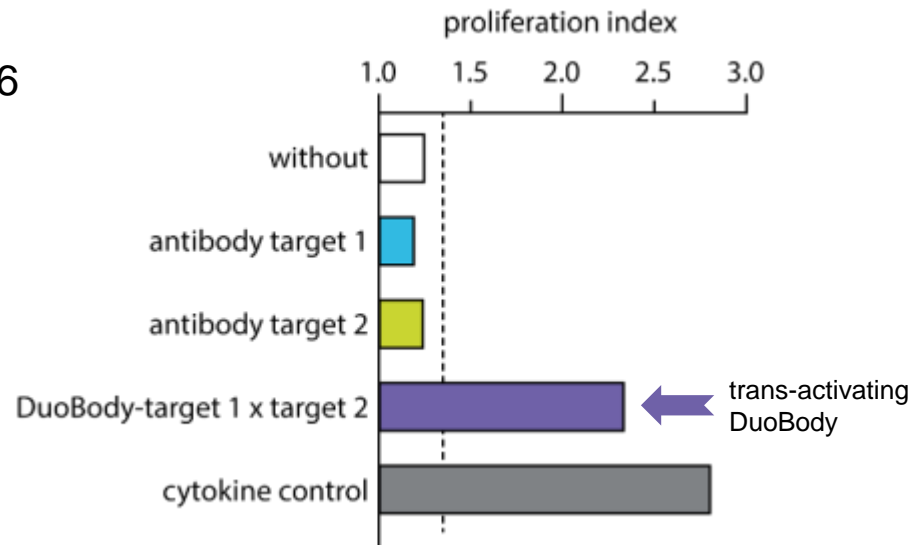 proliferation index
6
1.0 1.5 2.0 2.5 3.0
without
antibody target 1
antibody target 2
DuoBody-target 1 x target 2
trans-activating
DuoBody
cytokine control